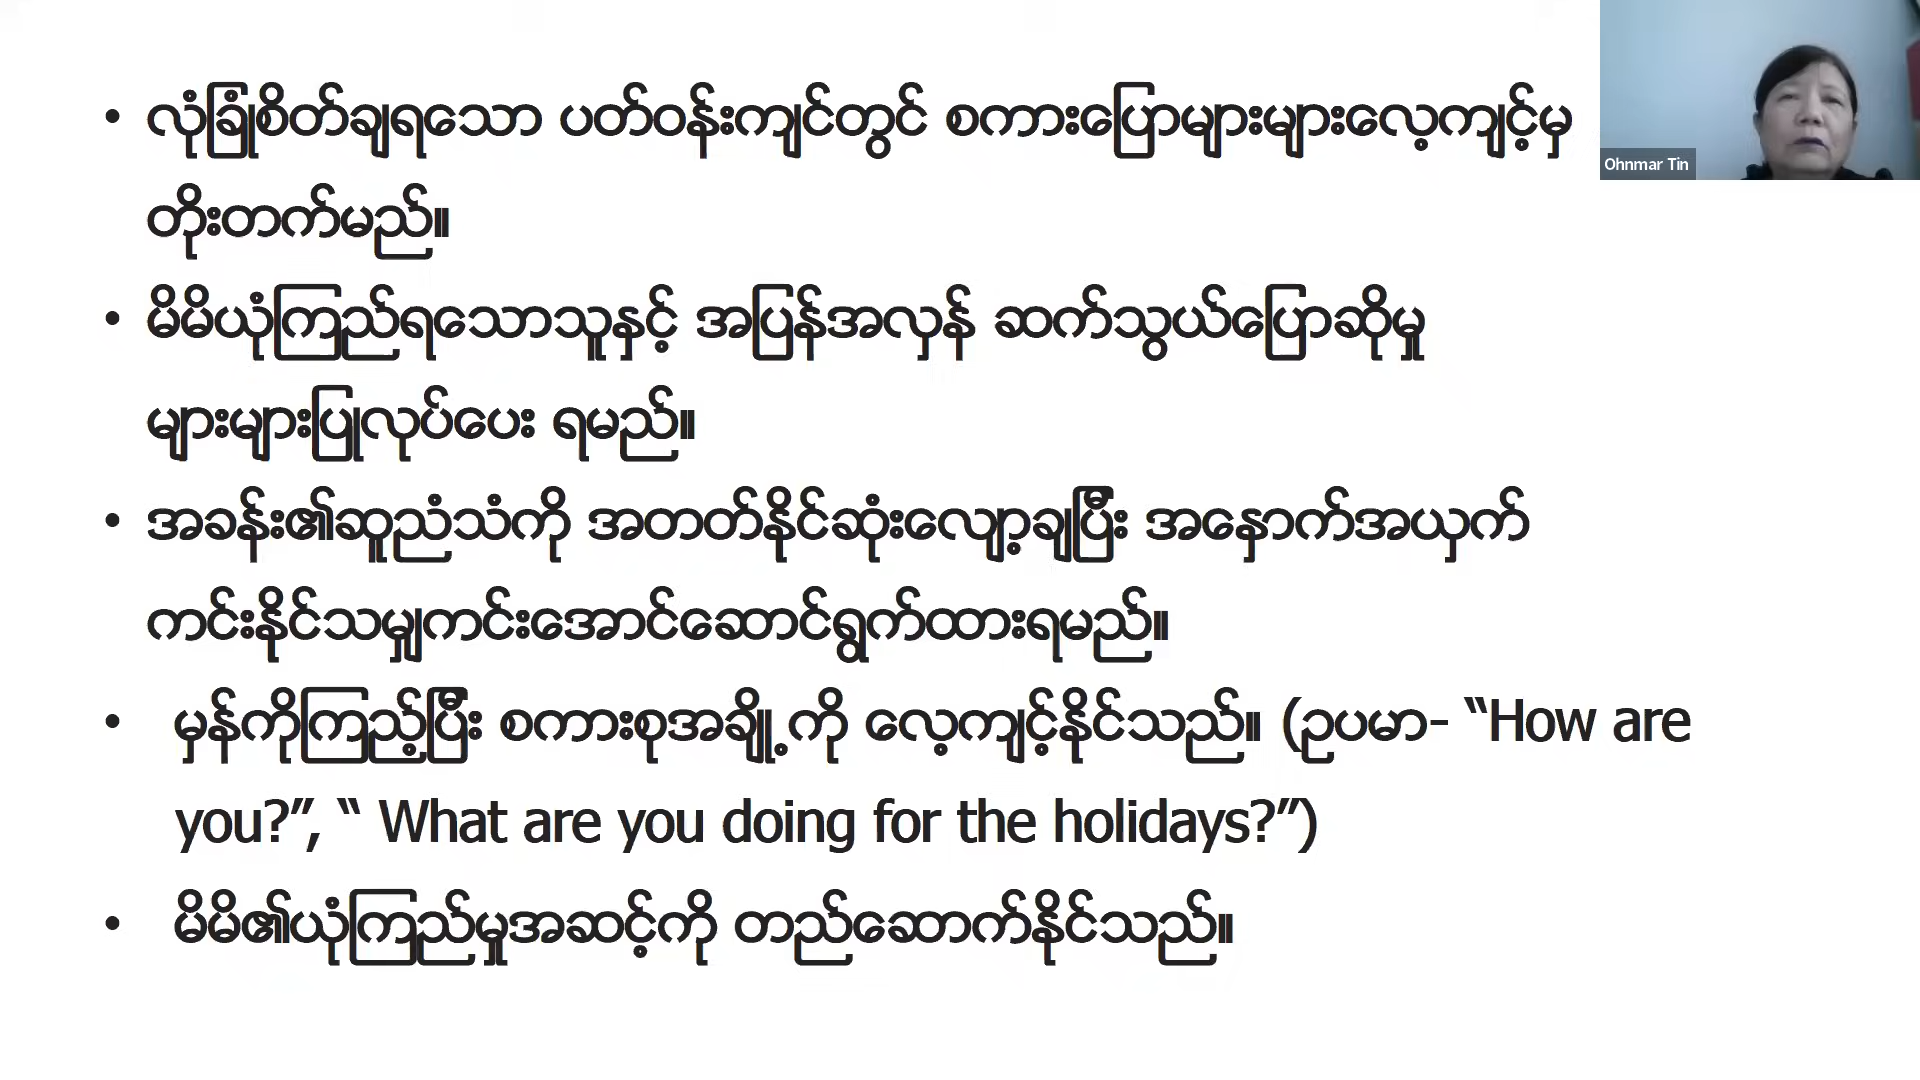 • လုံခြုံစိတ်ချရသော ပတ်ဝန်းကျင်တွင် စကားပြောများများလေ့ကျင့်မှ
တိုးတက်မည်။
• မိမိယုံကြည်ရသောသူနှင့် အပြန်အလှန် ဆက်သွယ်ပြောဆိုမှု
များများပြုလုပ်ပေး ရမည်။
• အခန်း၏ဆူညံသံကို အတတ်နိုင်ဆုံးလျော့ချပြီး အနှောက်အယှက်
ကင်းနိုင်သမျှကင်းအောင်ဆောင်ရွက်ထားရမည်။
• မှန်ကိုကြည့်ပြီး စကားစုအချို့ကို လေ့ကျင့်နိုင်သည်။ (ဥပမာ- “How are
you?”, “ What are you doing for the holidays?”)
• မိမိ၏ယုံကြည်မှုအဆင့်ကို တည်ဆောက်နိုင်သည်။
Ohnmar Tin